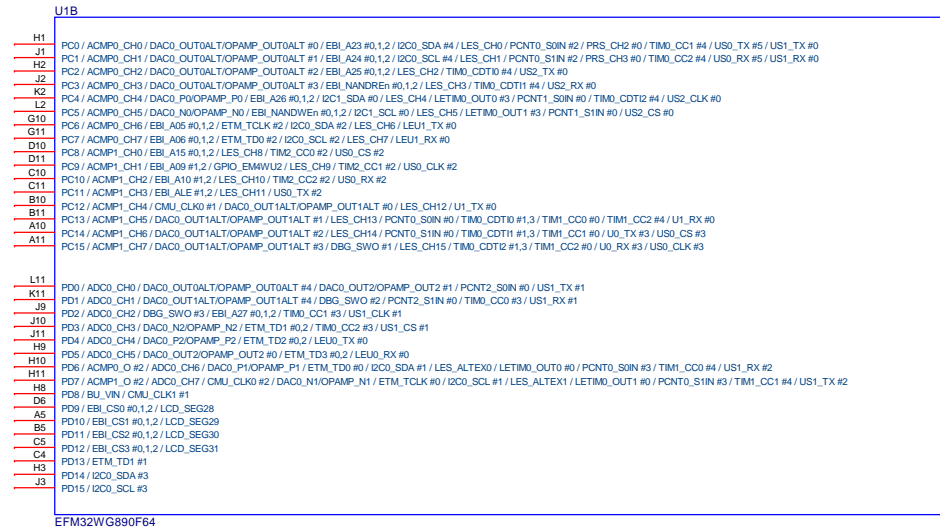 U1B
H1
PC0 / ACMP0_CH0 / DAC0_OUT0ALT/OPAMP_OUT0ALT #0 / EBI_A23 #0,1,2 / I2C0_SDA #4 / LES_CH0 / PCNT0_S0IN #2 / PRS_CH2 #0 / TIM0_CC1 #4 / US0_TX #5 / US1_TX #0
J1
PC1 / ACMP0_CH1 / DAC0_OUT0ALT/OPAMP_OUT0ALT #1 / EBI_A24 #0,1,2 / I2C0_SCL #4 / LES_CH1 / PCNT0_S1IN #2 / PRS_CH3 #0 / TIM0_CC2 #4 / US0_RX #5 / US1_RX #0
H2
PC2 / ACMP0_CH2 / DAC0_OUT0ALT/OPAMP_OUT0ALT #2 / EBI_A25 #0,1,2 / LES_CH2 / TIM0_CDTI0 #4 / US2_TX #0
J2
PC3 / ACMP0_CH3 / DAC0_OUT0ALT/OPAMP_OUT0ALT #3 / EBI_NANDREn #0,1,2 / LES_CH3 / TIM0_CDTI1 #4 / US2_RX #0
K2
PC4 / ACMP0_CH4 / DAC0_P0/OPAMP_P0 / EBI_A26 #0,1,2 / I2C1_SDA #0 / LES_CH4 / LETIM0_OUT0 #3 / PCNT1_S0IN #0 / TIM0_CDTI2 #4 / US2_CLK #0
L2
PC5 / ACMP0_CH5 / DAC0_N0/OPAMP_N0 / EBI_NANDWEn #0,1,2 / I2C1_SCL #0 / LES_CH5 / LETIM0_OUT1 #3 / PCNT1_S1IN #0 / US2_CS #0
G10
PC6 / ACMP0_CH6 / EBI_A05 #0,1,2 / ETM_TCLK #2 / I2C0_SDA #2 / LES_CH6 / LEU1_TX #0
G11
PC7 / ACMP0_CH7 / EBI_A06 #0,1,2 / ETM_TD0 #2 / I2C0_SCL #2 / LES_CH7 / LEU1_RX #0
D10
PC8 / ACMP1_CH0 / EBI_A15 #0,1,2 / LES_CH8 / TIM2_CC0 #2 / US0_CS #2
D11
PC9 / ACMP1_CH1 / EBI_A09 #1,2 / GPIO_EM4WU2 / LES_CH9 / TIM2_CC1 #2 / US0_CLK #2
C10
PC10 / ACMP1_CH2 / EBI_A10 #1,2 / LES_CH10 / TIM2_CC2 #2 / US0_RX #2
C11
PC11 / ACMP1_CH3 / EBI_ALE #1,2 / LES_CH11 / US0_TX #2
B10
PC12 / ACMP1_CH4 / CMU_CLK0 #1 / DAC0_OUT1ALT/OPAMP_OUT1ALT #0 / LES_CH12 / U1_TX #0
B11
PC13 / ACMP1_CH5 / DAC0_OUT1ALT/OPAMP_OUT1ALT #1 / LES_CH13 / PCNT0_S0IN #0 / TIM0_CDTI0 #1,3 / TIM1_CC0 #0 / TIM1_CC2 #4 / U1_RX #0
A10
PC14 / ACMP1_CH6 / DAC0_OUT1ALT/OPAMP_OUT1ALT #2 / LES_CH14 / PCNT0_S1IN #0 / TIM0_CDTI1 #1,3 / TIM1_CC1 #0 / U0_TX #3 / US0_CS #3
A11
PC15 / ACMP1_CH7 / DAC0_OUT1ALT/OPAMP_OUT1ALT #3 / DBG_SWO #1 / LES_CH15 / TIM0_CDTI2 #1,3 / TIM1_CC2 #0 / U0_RX #3 / US0_CLK #3
L11
PD0 / ADC0_CH0 / DAC0_OUT0ALT/OPAMP_OUT0ALT #4 / DAC0_OUT2/OPAMP_OUT2 #1 / PCNT2_S0IN #0 / US1_TX #1
K11
PD1 / ADC0_CH1 / DAC0_OUT1ALT/OPAMP_OUT1ALT #4 / DBG_SWO #2 / PCNT2_S1IN #0 / TIM0_CC0 #3 / US1_RX #1
J9
PD2 / ADC0_CH2 / DBG_SWO #3 / EBI_A27 #0,1,2 / TIM0_CC1 #3 / US1_CLK #1
J10
PD3 / ADC0_CH3 / DAC0_N2/OPAMP_N2 / ETM_TD1 #0,2 / TIM0_CC2 #3 / US1_CS #1
J11
PD4 / ADC0_CH4 / DAC0_P2/OPAMP_P2 / ETM_TD2 #0,2 / LEU0_TX #0
H9
PD5 / ADC0_CH5 / DAC0_OUT2/OPAMP_OUT2 #0 / ETM_TD3 #0,2 / LEU0_RX #0
H10
PD6 / ACMP0_O #2 / ADC0_CH6 / DAC0_P1/OPAMP_P1 / ETM_TD0 #0 / I2C0_SDA #1 / LES_ALTEX0 / LETIM0_OUT0 #0 / PCNT0_S0IN #3 / TIM1_CC0 #4 / US1_RX #2
H11
PD7 / ACMP1_O #2 / ADC0_CH7 / CMU_CLK0 #2 / DAC0_N1/OPAMP_N1 / ETM_TCLK #0 / I2C0_SCL #1 / LES_ALTEX1 / LETIM0_OUT1 #0 / PCNT0_S1IN #3 / TIM1_CC1 #4 / US1_TX #2
H8
PD8 / BU_VIN / CMU_CLK1 #1
D6
PD9 / EBI_CS0 #0,1,2 / LCD_SEG28
A5
PD10 / EBI_CS1 #0,1,2 / LCD_SEG29
B5
PD11 / EBI_CS2 #0,1,2 / LCD_SEG30
C5
PD12 / EBI_CS3 #0,1,2 / LCD_SEG31
C4
PD13 / ETM_TD1 #1
H3
PD14 / I2C0_SDA #3
J3
PD15 / I2C0_SCL #3
EFM32WG890F64